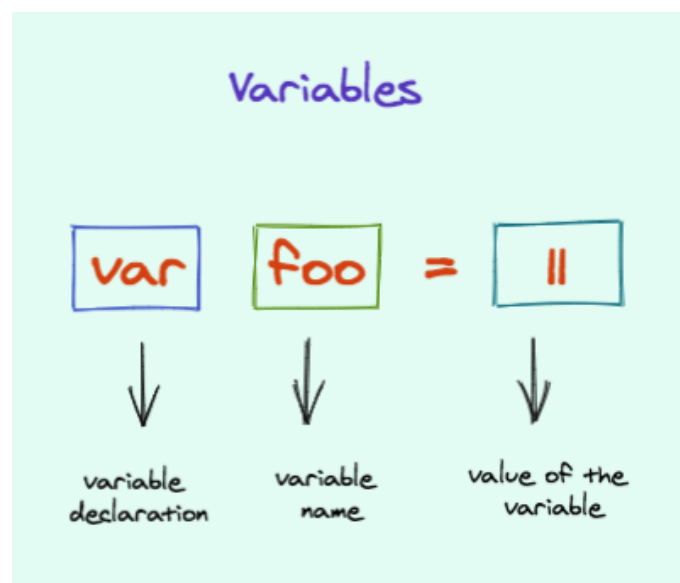 Variables
var foo = 11
variable declaration
variable name
value of the variable